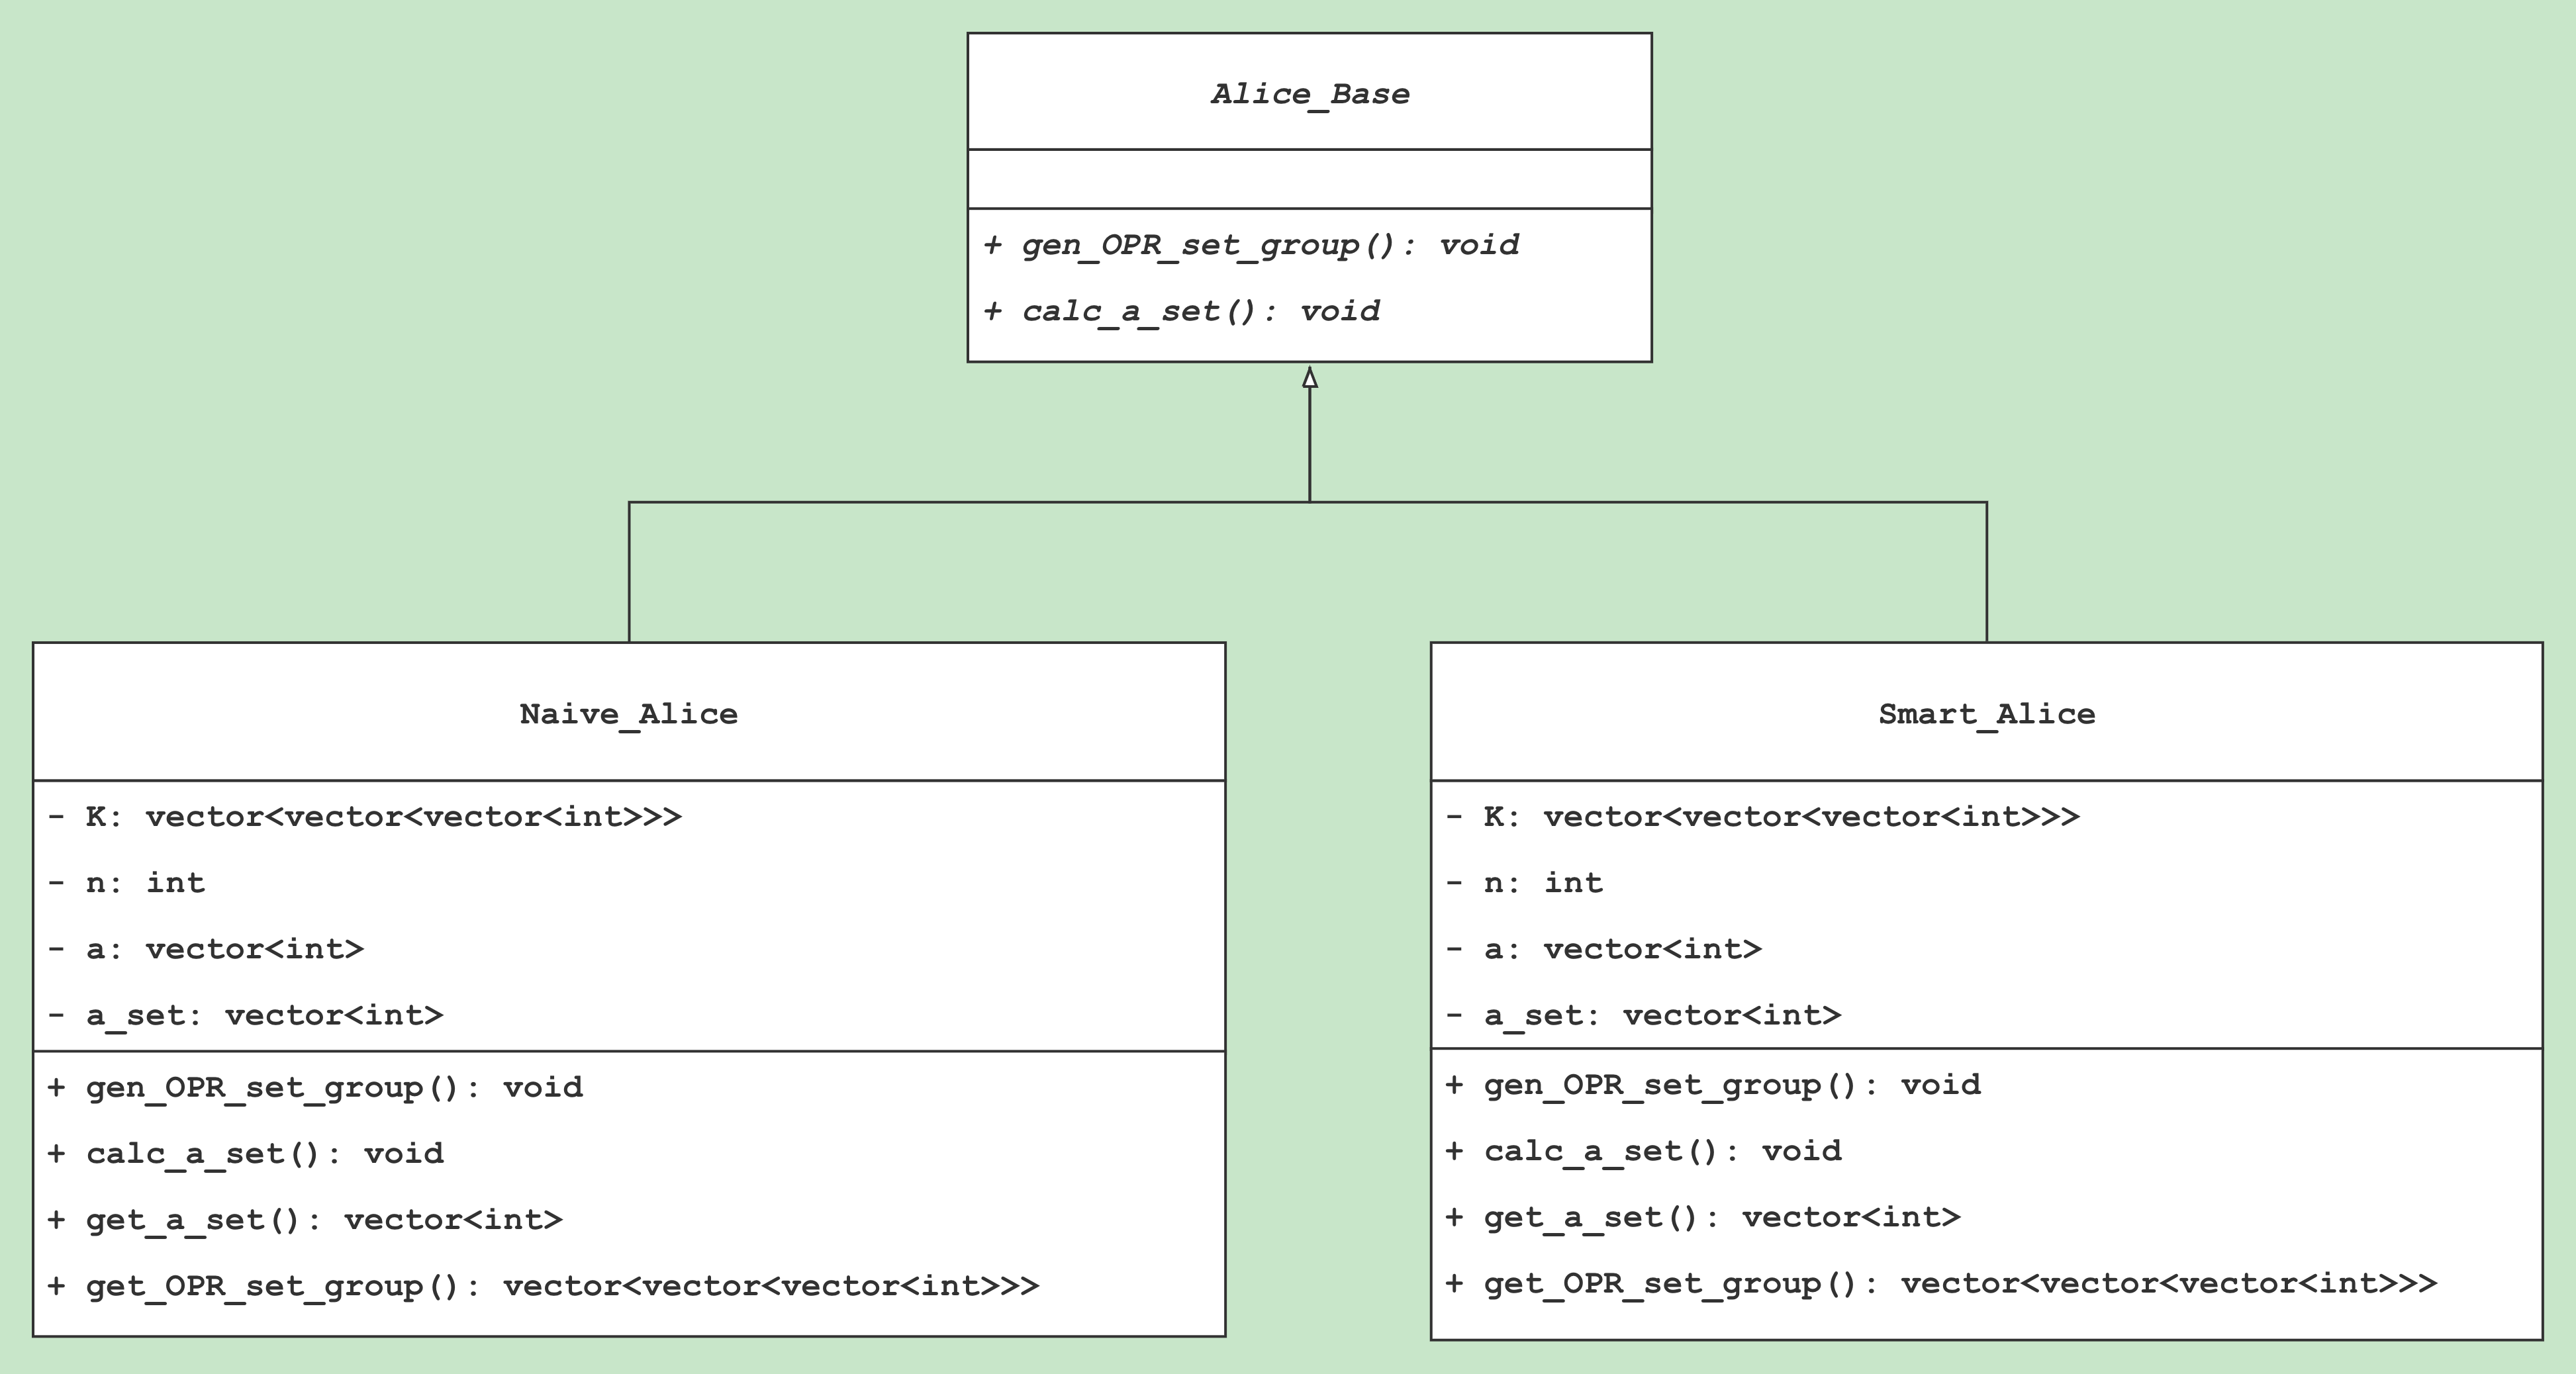 Alice_Base
+ gen_OPR_set_group(): void
+ calc_a_set(): void
Naive_Alice
- K: vector<vector<vector<int>>>
- n: int
- a: vector<int>
- a_set: vector<int>
+ gen_OPR_set_group(): void
+ calc_a_set(): void
+ get_a_set(): vector<int>
+ get_OPR_set_group(): vector<vector<vector<int>>>
Smart_Alice
- K: vector<vector<vector<int>>>
- n: int
- a: vector<int>
- a_set: vector<int>
+ gen_OPR_set_group(): void
+ calc_a_set(): void
+ get_a_set(): vector<int>
+ get_OPR_set_group(): vector<vector<vector<int>>>